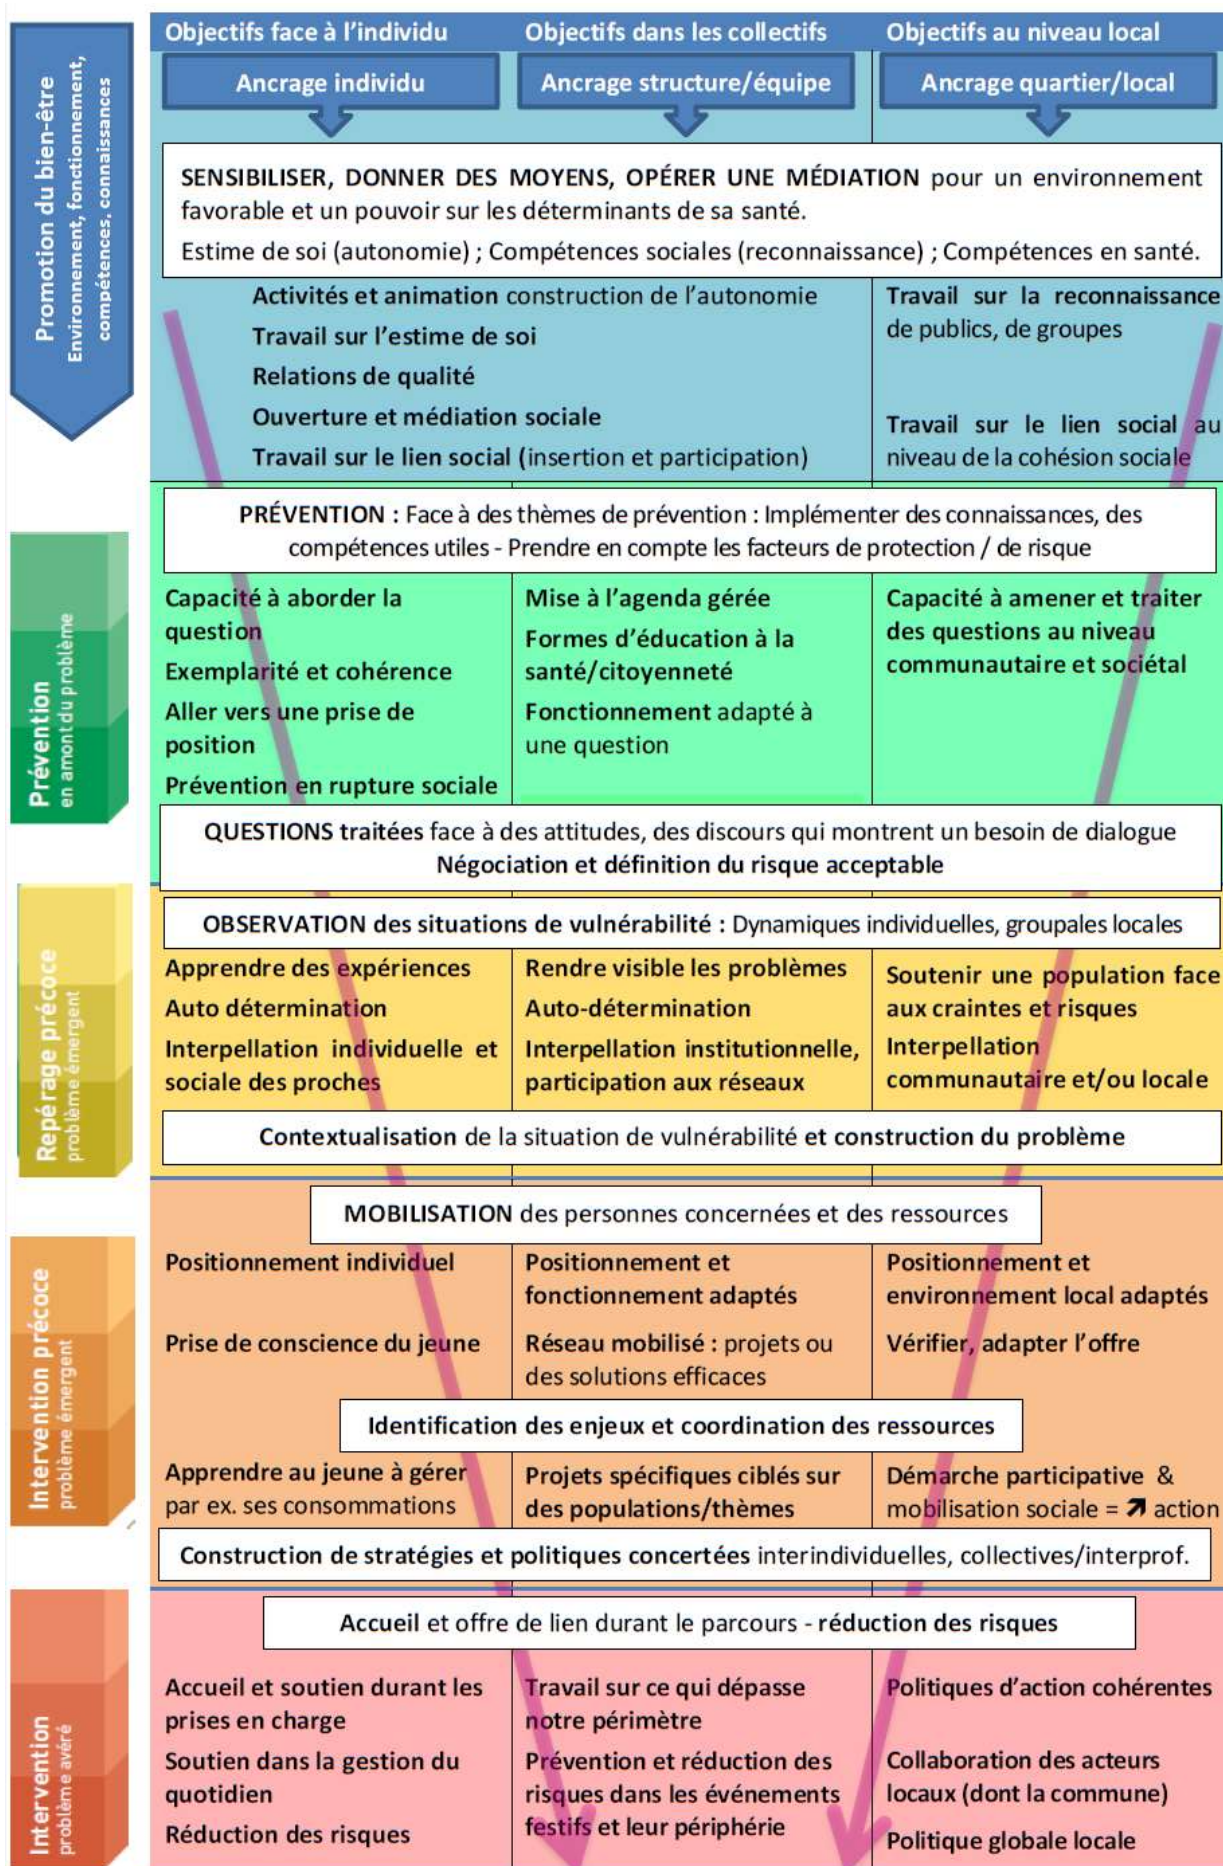 Promotion du bien-être
Environnement, fonctionnement,
compétences, connaissances
Objectifs face à l’individu
Objectifs dans les collectifs
Objectifs au niveau local
Ancrage individu
Ancrage structure/équipe
Ancrage quartier/local
SENSIBILISER, DONNER DES MOYENS, OPÉRER UNE MÉDIATION pour un environnement
favorable et un pouvoir sur les déterminants de sa santé.
Estime de soi (autonomie) ; Compétences sociales (reconnaissance) ; Compétences en santé.
Activités et animation construction de l’autonomie
Travail sur l’estime de soi
Relations de qualité
Ouverture et médiation sociale
Travail sur le lien social (insertion et participation)
Travail sur la reconnaissance
de publics, de groupes
Travail sur le lien social au
niveau de la cohésion sociale
Prévention
en amont du problème
PRÉVENTION : Face à des thèmes de prévention : Implémenter des connaissances, des
compétences utiles - Prendre en compte les facteurs de protection / de risque
Capacité à aborder la
question
Exemplarité et cohérence
Aller vers une prise de
position
Prévention en rupture sociale
Mise à l’agenda gérée
Formes d’éducation à la
santé/citoyenneté
Fonctionnement adapté à
une question
Capacité à amener et traiter
des questions au niveau
communautaire et sociétal
QUESTIONS traitées face à des attitudes, des discours qui montrent un besoin de dialogue
Négociation et définition du risque acceptable
Repérage précoce
problème émergent
OBSERVATION des situations de vulnérabilité : Dynamiques individuelles, groupales locales
Apprendre des expériences
Auto détermination
Interpellation individuelle et
sociale des proches
Rendre visible les problèmes
Auto-détermination
Interpellation institutionnelle,
participation aux réseaux
Soutenir une population face
aux craintes et risques
Interpellation
communautaire et/ou locale
Contextualisation de la situation de vulnérabilité et construction du problème
Intervention précoce
problème émergent
MOBILISATION des personnes concernées et des ressources
Positionnement individuel
Prise de conscience du jeune
Positionnement et
fonctionnement adaptés
Réseau mobilisé : projets ou
des solutions efficaces
Positionnement et
environnement local adaptés
Vérifier, adapter l’offre
Identification des enjeux et coordination des ressources
Apprendre au jeune à gérer
par ex. ses consommations
Projets spécifiques ciblés sur
des populations/thèmes
Démarche participative &
mobilisation sociale = ↗ action
Construction de stratégies et politiques concertées interindividuelles, collectives/interprof.
Intervention
problème avéré
Accueil et offre de lien durant le parcours - réduction des risques
Accueil et soutien durant les
prises en charge
Soutien dans la gestion du
quotidien
Réduction des risques
Travail sur ce qui dépasse
notre périmètre
Prévention et réduction des
risques dans les événements
festifs et leur périphérie
Politiques d’action cohérentes
Collaboration des acteurs
locaux (dont la commune)
Politique globale locale